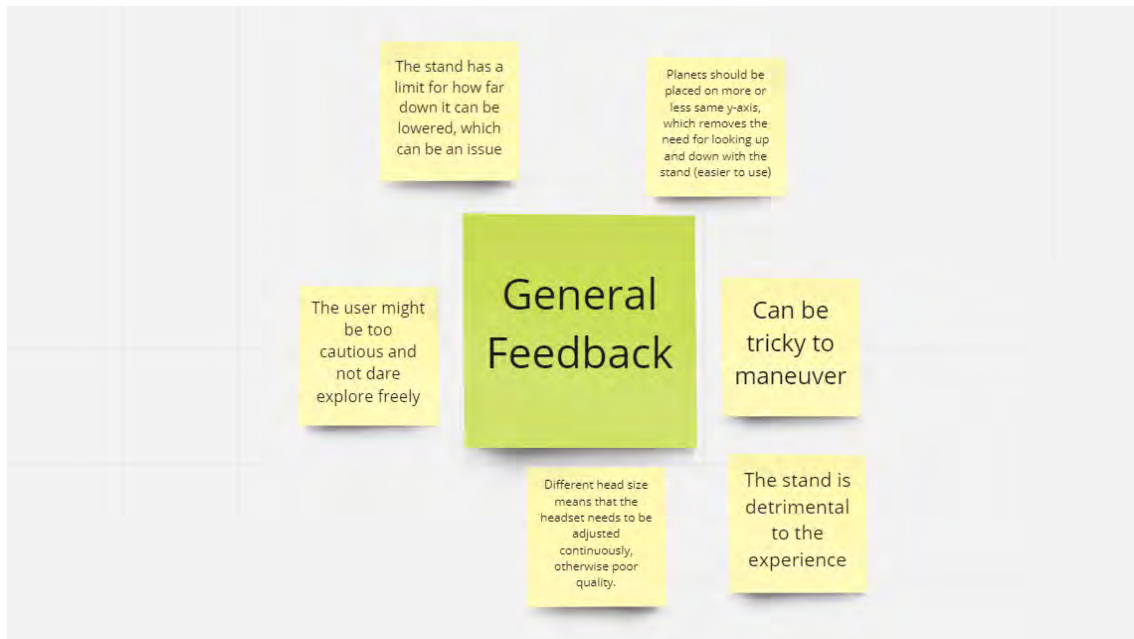 The stand has a
limit for how far
down it can be
lowered, which
can be an issue
Planets should be
placed on more or
less same y-axis,
which removes the
need for looking up
and down with the
stand (easier to use)
General
Feedback
The user might
be too
cautious and
not dare
explore freely
Can be
tricky to
maneuver
Different head size
means that the
headset needs to be
adjusted
continuously,
otherwise poor
quality.
The stand is
detrimental
to the
experience